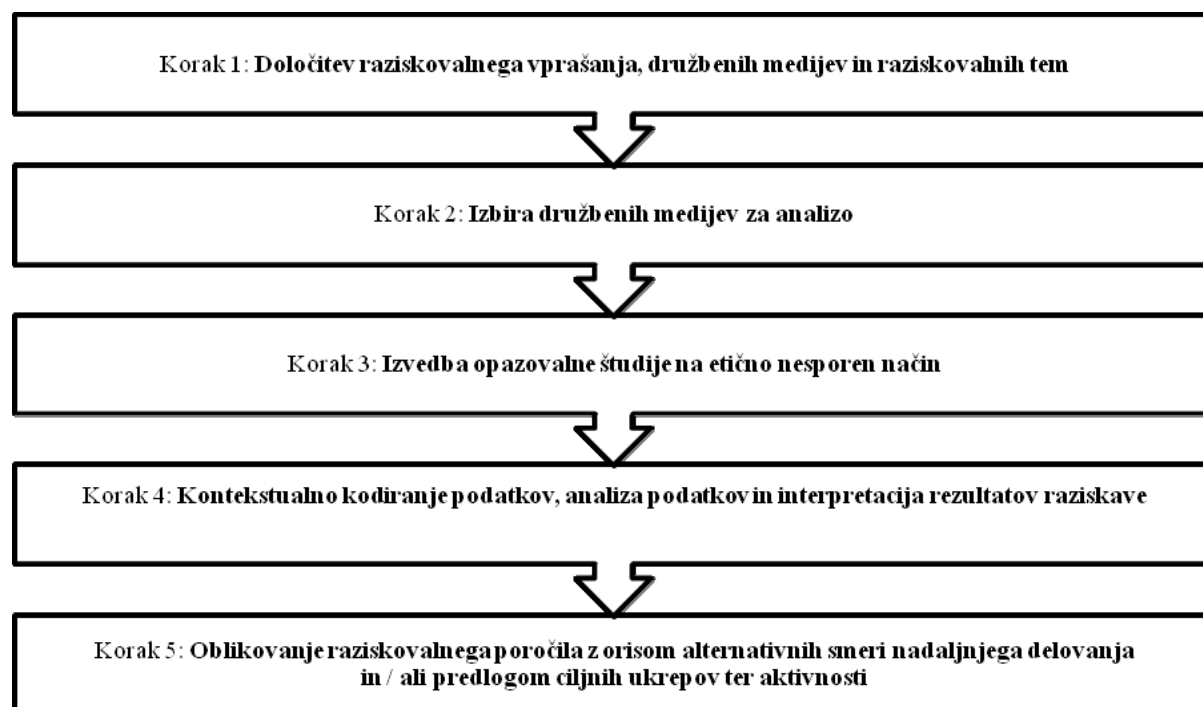 Korak 1: Določitev raziskovalnega vprašanja, družbenih medijev in raziskovalnih tem
Korak 2: Izbira družbenih medijev za analizo
Korak 3: Izvedba opazovalne študije na etično nesporen način
Korak 4: Kontekstualno kodiranje podatkov, analiza podatkov in interpretacija rezultatov raziskave
Korak 5: Oblikovanje raziskovalnega poročila z orisom alternativnih smeri nadaljnjega delovanja
in / ali predlogom ciljnih ukrepov ter aktivnosti